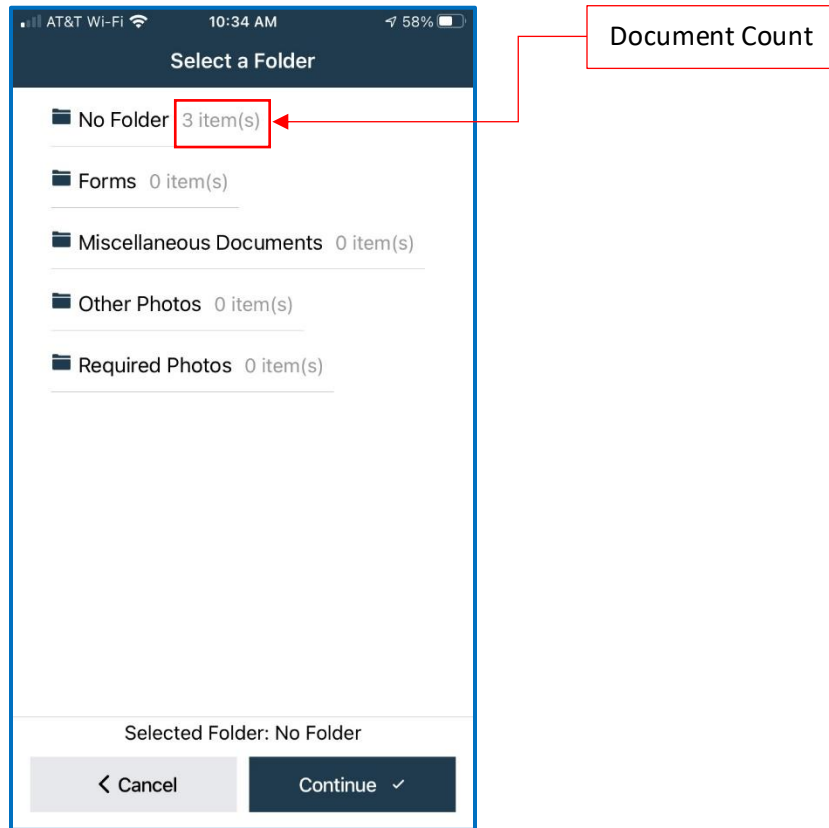 AT&T Wi-Fi 10:34 AM 58%
Select a Folder
Document Count
No Folder 3 item(s)
Forms 0 item(s)
Miscellaneous Documents 0 item(s)
Other Photos 0 item(s)
Required Photos 0 item(s)
Selected Folder: No Folder
Cancel Continue